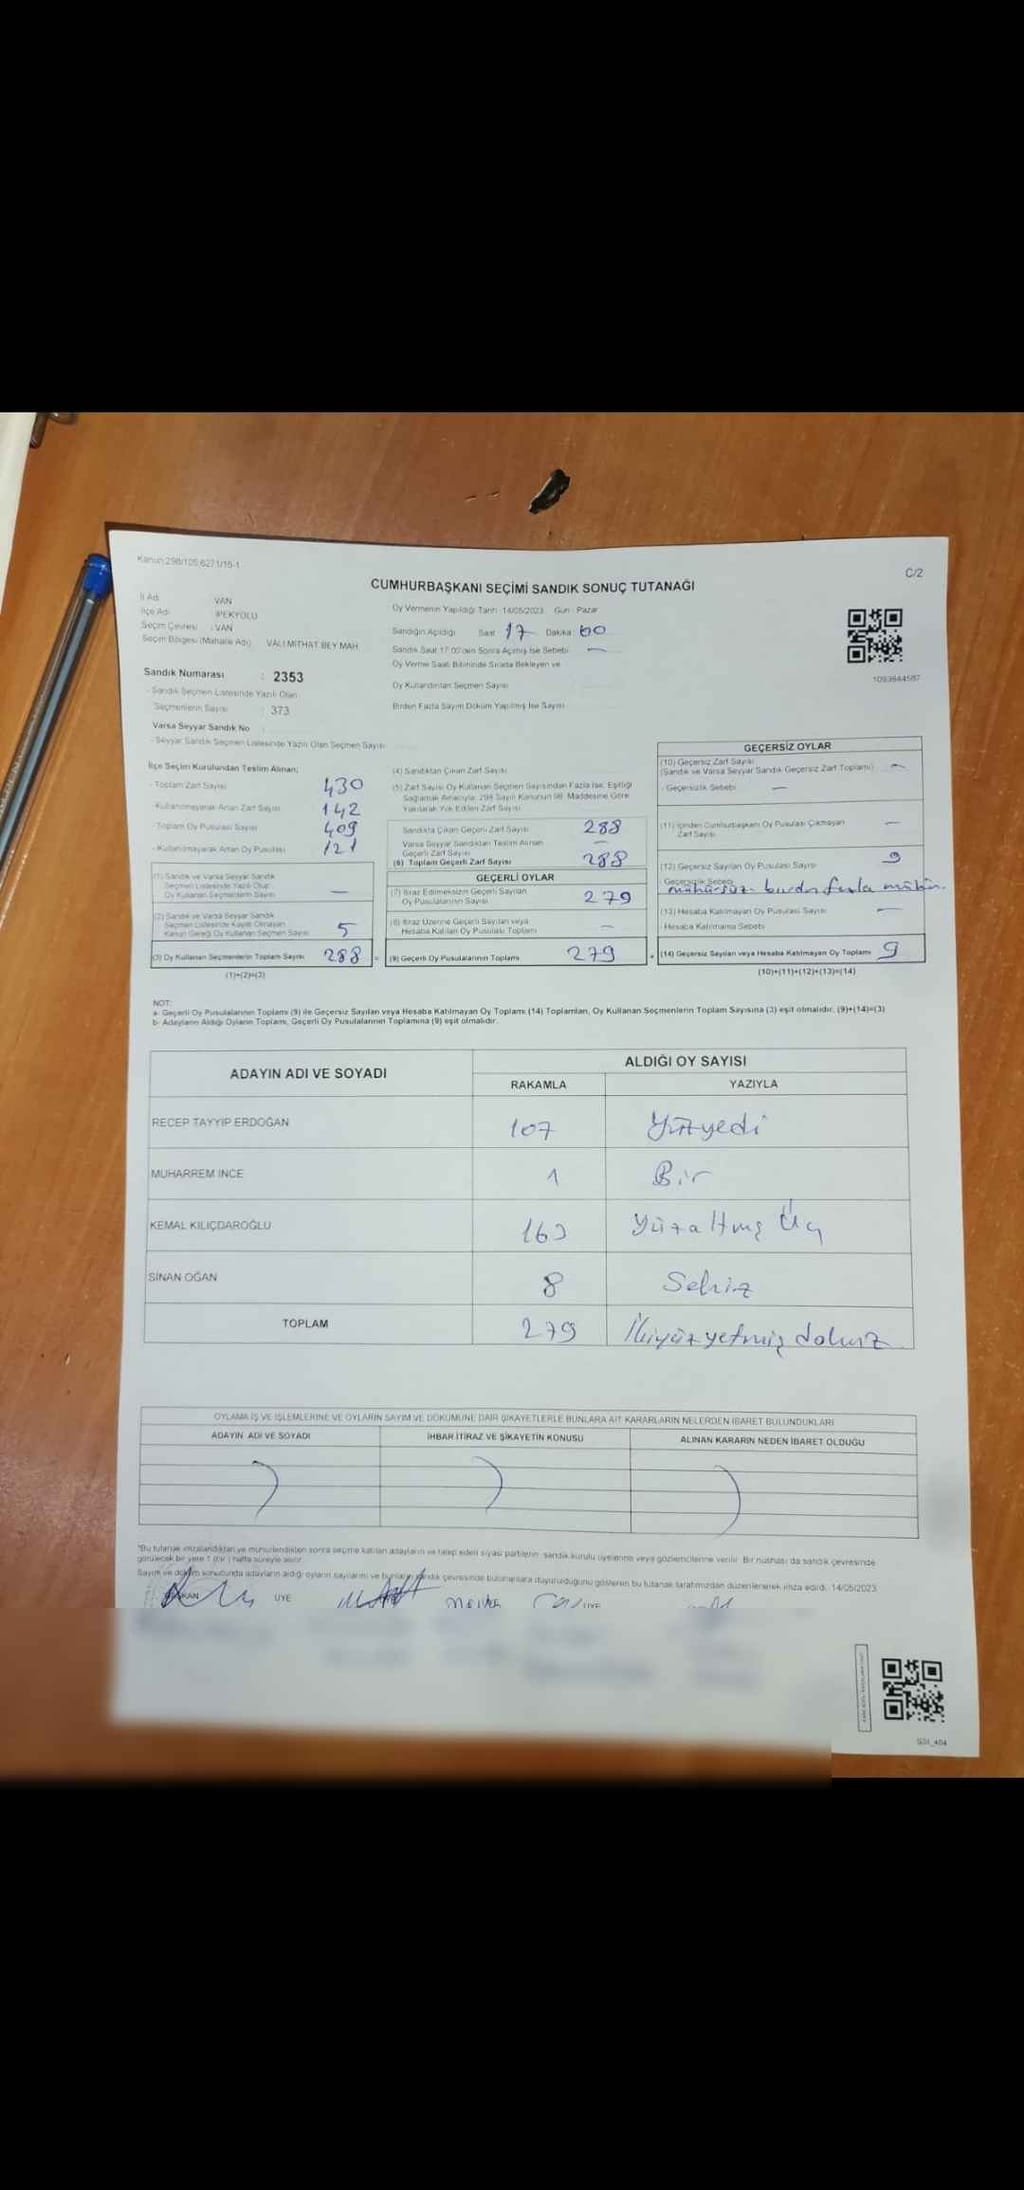 Kanun:298/105,6271/16-1
C/2
CUMHURBAŞKANI SEÇİMİ SANDIK SONUÇ TUTANAĞI
İl Adı VAN
İlçe Adı İPEKYOLU
Seçim Çevresi : VAN
Seçim Bölgesi (Mahalle Adı) VALİ MİTHAT BEY MAH.
Sandık Numarası : 2353
- Sandık Seçmen Listesinde Yazılı Olan
Seçmenlerin Sayısı : 373
Varsa Seyyar Sandık No
- Seyyar Sandık Seçmen Listesinde Yazılı Olan Seçmen Sayısı
Oy Vermenin Yapıldığı Tarih : 14/05/2023 Gün : Pazar
Sandığın Açıldığı Saat 17 Dakika 00
Sandık Saat 17:00'den Sonra Açılmış İse Sebebi —
Oy Verme Saati Bitiminde Sırada Bekleyen ve
Oy Kullandırılan Seçmen Sayısı
Birden Fazla Sayım Döküm Yapılmış İse Sayısı
1093644587
İlçe Seçim Kurulundan Teslim Alınan;
- Toplam Zarf Sayısı 430
- Kullanılmayarak Artan Zarf Sayısı 142
- Toplam Oy Pusulası Sayısı 409
- Kullanılmayarak Artan Oy Pusulası 121
(1) Sandık ve Varsa Seyyar Sandık
Seçmen Listesinde Yazılı Olup
Oy Kullanan Seçmenlerin Sayısı —
(2) Sandık ve Varsa Seyyar Sandık
Seçmen Listesinde Kayıtlı Olmayan
Kanun Gereği Oy Kullanan Seçmen Sayısı 5
(3) Oy Kullanan Seçmenlerin Toplam Sayısı 288
(1)+(2)=(3)
(4) Sandıktan Çıkan Zarf Sayısı
(5) Zarf Sayısı Oy Kullanan Seçmen Sayısından Fazla İse, Eşitliği
Sağlamak Amacıyla, 298 Sayılı Kanunun 98. Maddesine Göre
Yakılarak Yok Edilen Zarf Sayısı
Sandıkta Çıkan Geçerli Zarf Sayısı 288
Varsa Seyyar Sandıktan Teslim Alınan
Geçerli Zarf Sayısı —
(6) Toplam Geçerli Zarf Sayısı 288
GEÇERLİ OYLAR
(7) İtiraz Edilmeksizin Geçerli Sayılan
Oy Pusulalarının Sayısı 279
(8) İtiraz Üzerine Geçerli Sayılan veya
Hesaba Katılan Oy Pusulası Toplamı —
(9) Geçerli Oy Pusulalarının Toplamı 279
GEÇERSİZ OYLAR
(10) Geçersiz Zarf Sayısı
(Sandık ve Varsa Seyyar Sandık Geçersiz Zarf Toplamı) —
- Geçersizlik Sebebi —
(11) İçinden Cumhurbaşkanı Oy Pusulası Çıkmayan
Zarf Sayısı —
(12) Geçersiz Sayılan Oy Pusulası Sayısı 9
Geçersizlik Sebebi
mühürsüz birden fazla mühür.
(13) Hesaba Katılmayan Oy Pusulası Sayısı —
- Hesaba Katılmama Sebebi
(14) Geçersiz Sayılan veya Hesaba Katılmayan Oy Toplamı 9
(10)+(11)+(12)+(13)=(14)
NOT:
a- Geçerli Oy Pusulalarının Toplamı (9) ile Geçersiz Sayılan veya Hesaba Katılmayan Oy Toplamı (14) Toplamları, Oy Kullanan Seçmenlerin Toplam Sayısına (3) eşit olmalıdır. (9)+(14)=(3)
b- Adayların Aldığı Oyların Toplamı, Geçerli Oy Pusulalarının Toplamına (9) eşit olmalıdır.
ADAYIN ADI VE SOYADI ALDIĞI OY SAYISI
RAKAMLA YAZIYLA
RECEP TAYYİP ERDOĞAN 107 Yüzyedi
MUHARREM İNCE 1 Bir
KEMAL KILIÇDAROĞLU 163 Yüzaltmış Üç
SİNAN OĞAN 8 Sekiz
TOPLAM 279 İkiyüzyetmiş dokuz
OYLAMA İŞ VE İŞLEMLERİNE VE OYLARIN SAYIM VE DÖKÜMÜNE DAİR ŞİKAYETLERLE BUNLARA AİT KARARLARIN NELERDEN İBARET BULUNDUKLARI
ADAYIN ADI VE SOYADI İHBAR İTİRAZ VE ŞİKAYETİN KONUSU ALINAN KARARIN NEDEN İBARET OLDUĞU
*Bu tutanak imzalandıktan ve mühürlendikten sonra seçime katılan adayların ve talep eden siyasi partilerin sandık kurulu üyelerine veya gözlemcilerine verilir. Bir nüshası da sandık çevresinde
görülecek bir yere 1 (bir) hafta süreyle asılır.
Sayım ve döküm sonucunda adayların aldığı oyların sayılarını ve bunların sandık çevresinde bulunanlara duyurulduğunu gösteren bu tutanak tarafımızdan düzenlenerek imza edildi. 14/05/2023
BAŞKAN ÜYE ÜYE
SSI_404